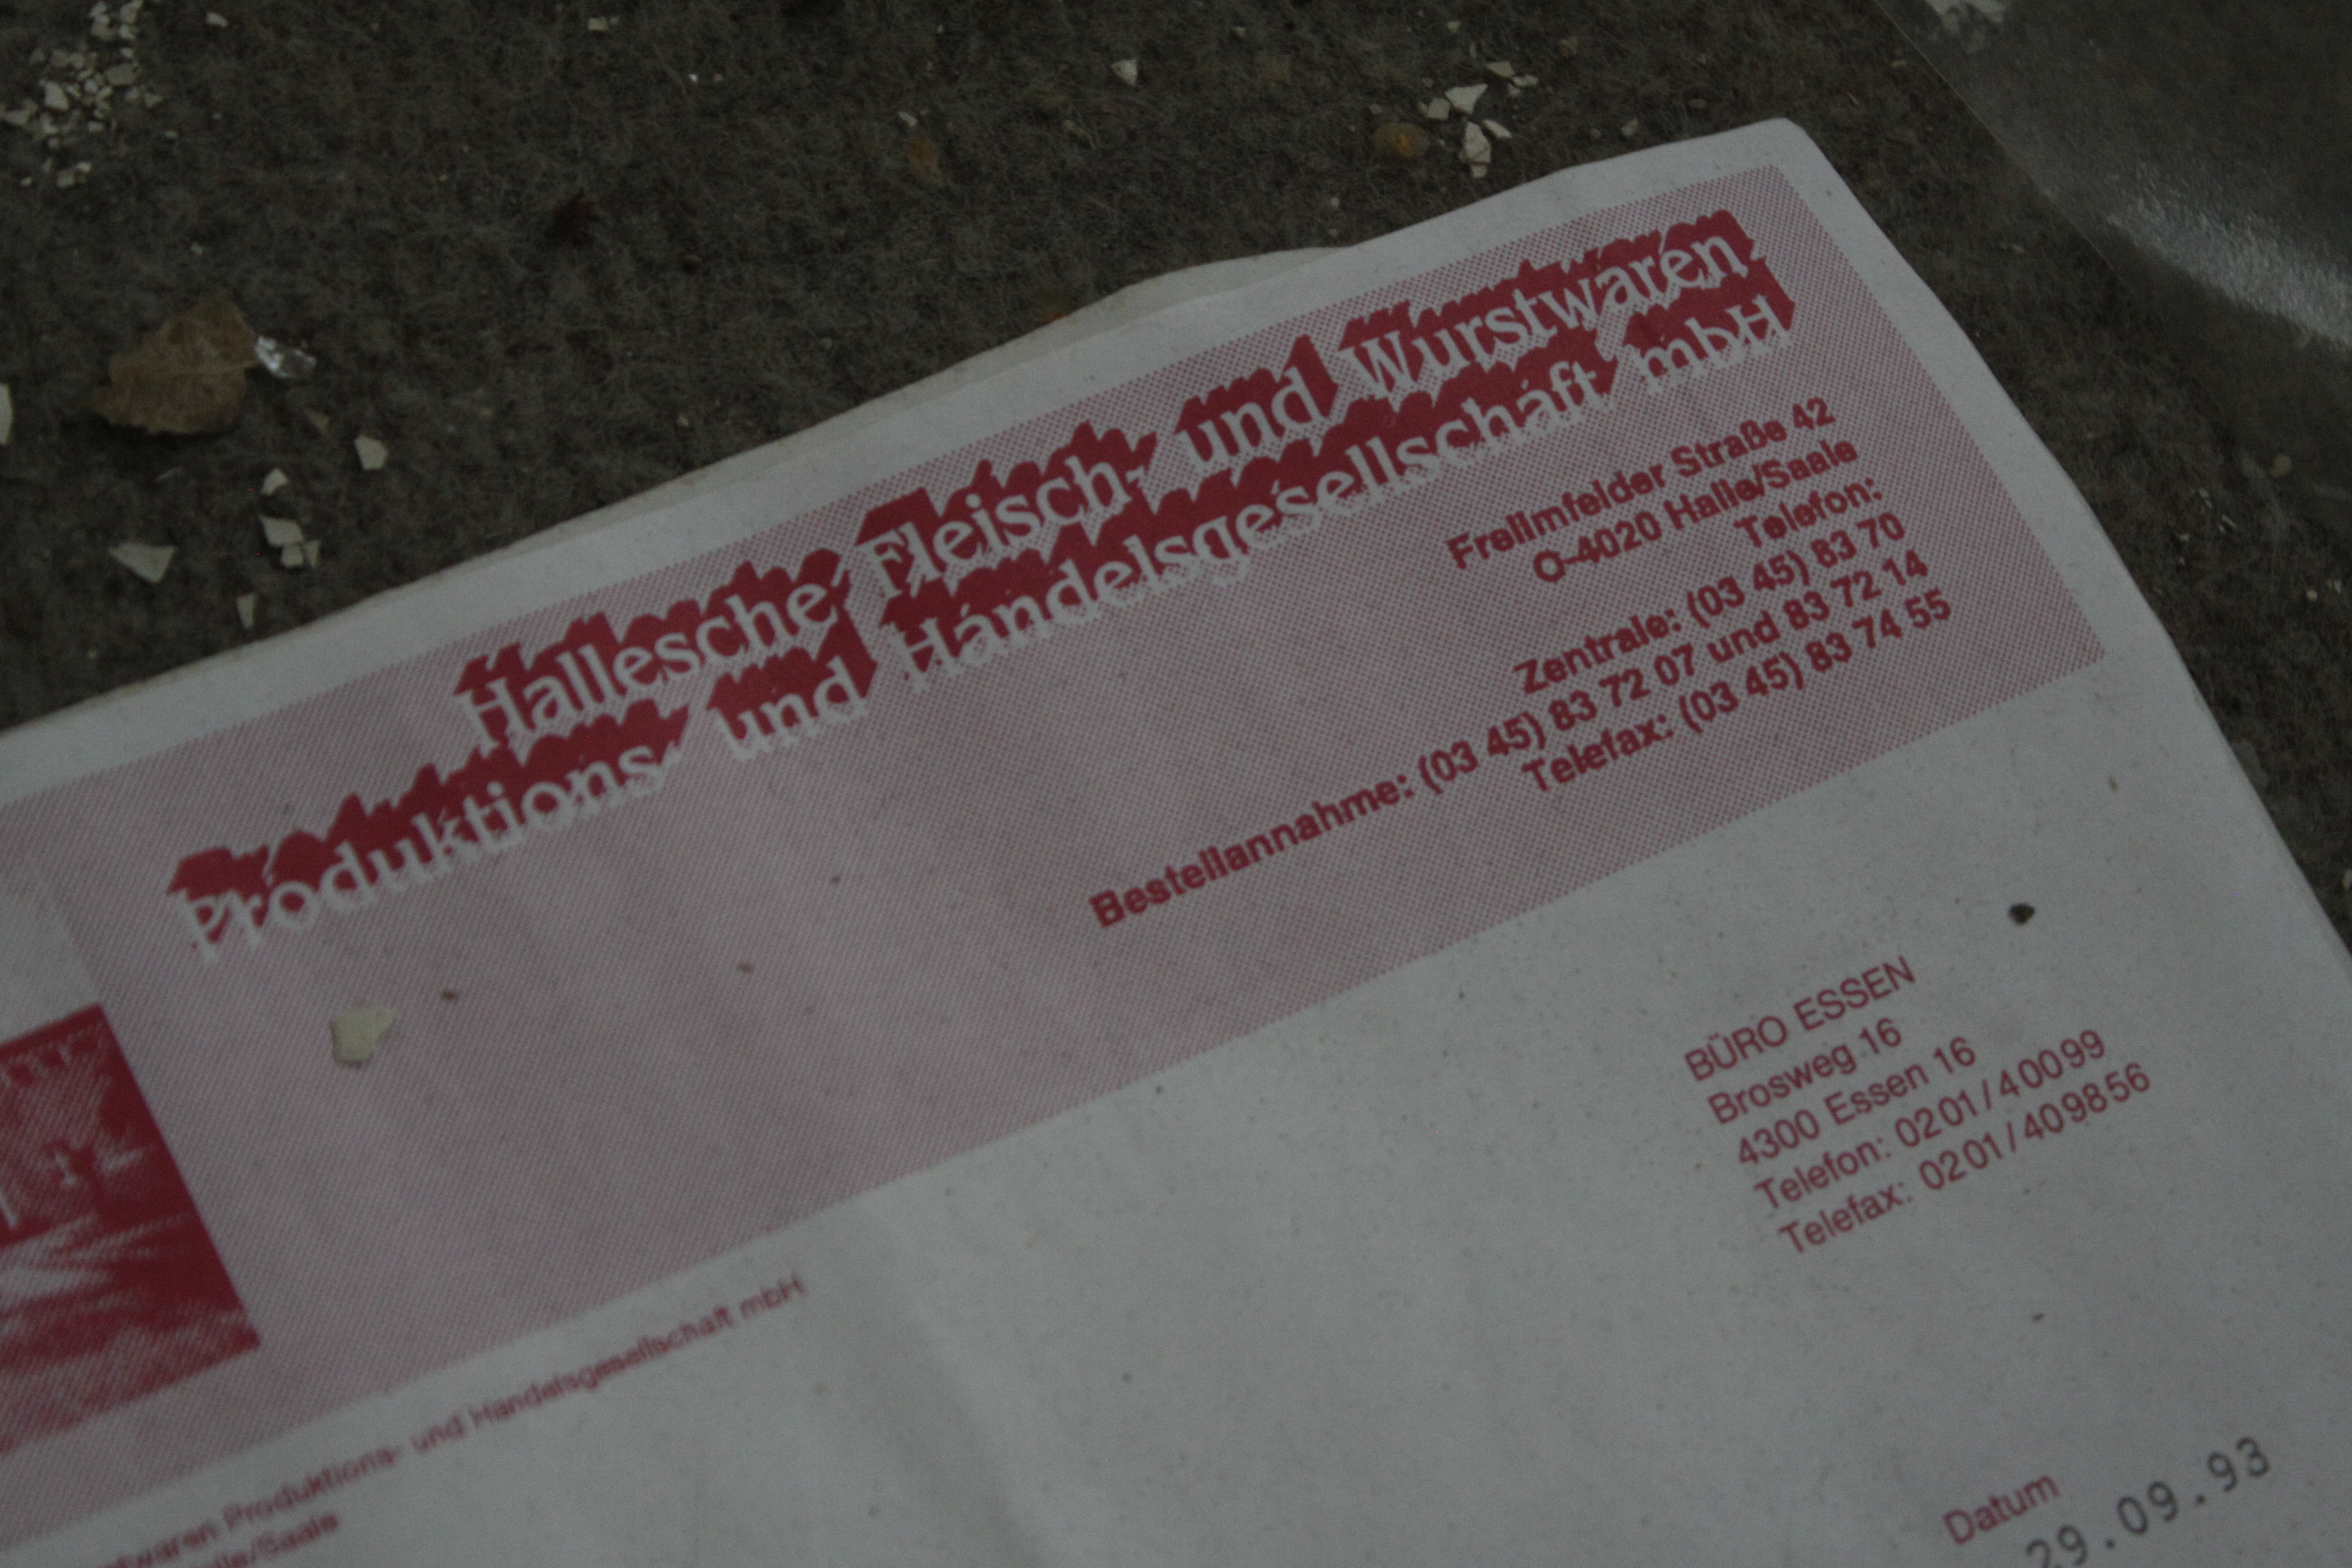 Hallesche Fleisch- und Wurstwaren
Produktions- und Handelsgesellschaft mbH
Freiimfelder Straße 42
O-4020 Halle/Saale
Telefon:
Zentrale: (03 45) 83 70
Bestellannahme: (03 45) 83 72 07 und 83 72 14
Telefax: (03 45) 83 74 55
BÜRO ESSEN
Brosweg 16
4300 Essen 16
Telefon: 0201/40099
Telefax: 0201/409856
Produktions- und Handelsgesellschaft mbH
Datum
29.09.93